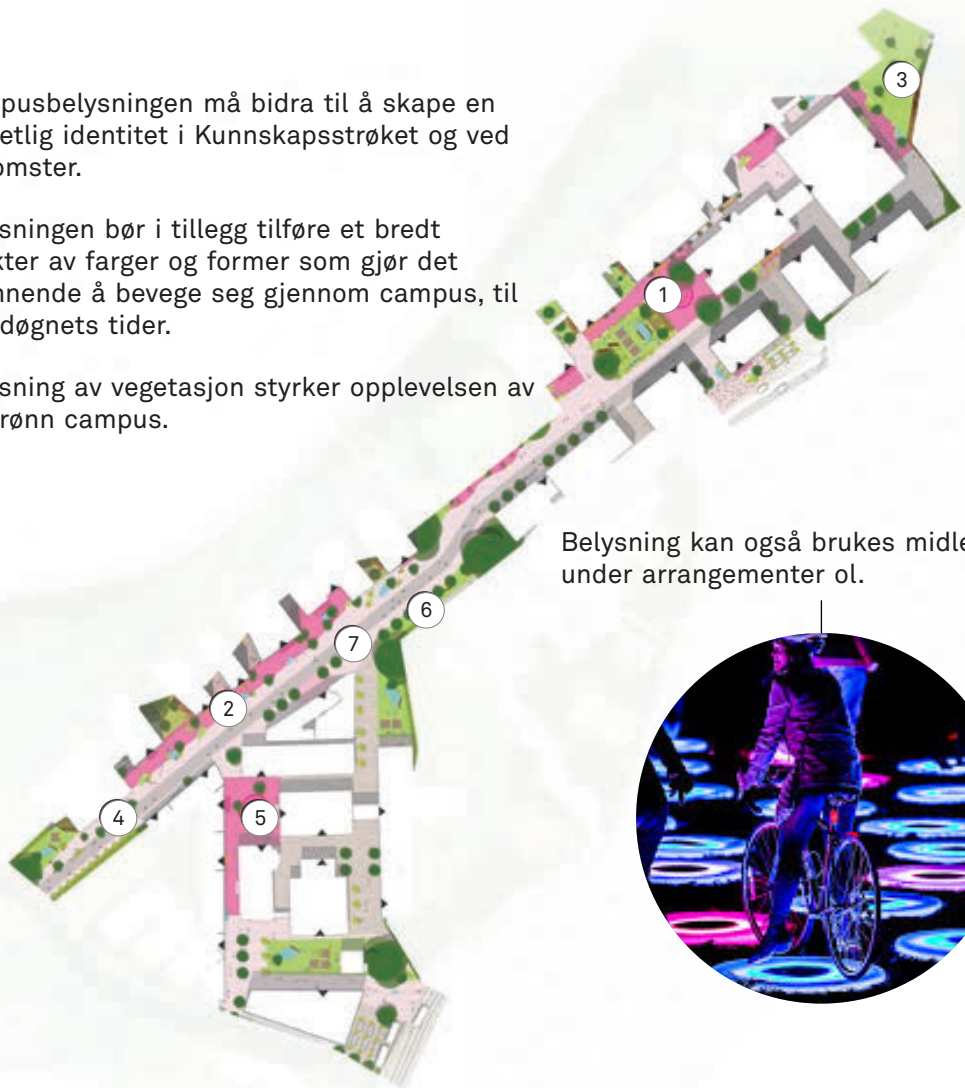 pusbelysningen må bidra til å skape en
etlig identitet i Kunnskapsstrøket og ved
omster.
sningen bør i tillegg tilføre et bredt
kter av farger og former som gjør det
nnende å bevege seg gjennom campus, til
døgnets tider.
sning av vegetasjon styrker opplevelsen av
rønn campus.
3
1
Belysning kan også brukes midle
under arrangementer ol.
6
7
2
4
5